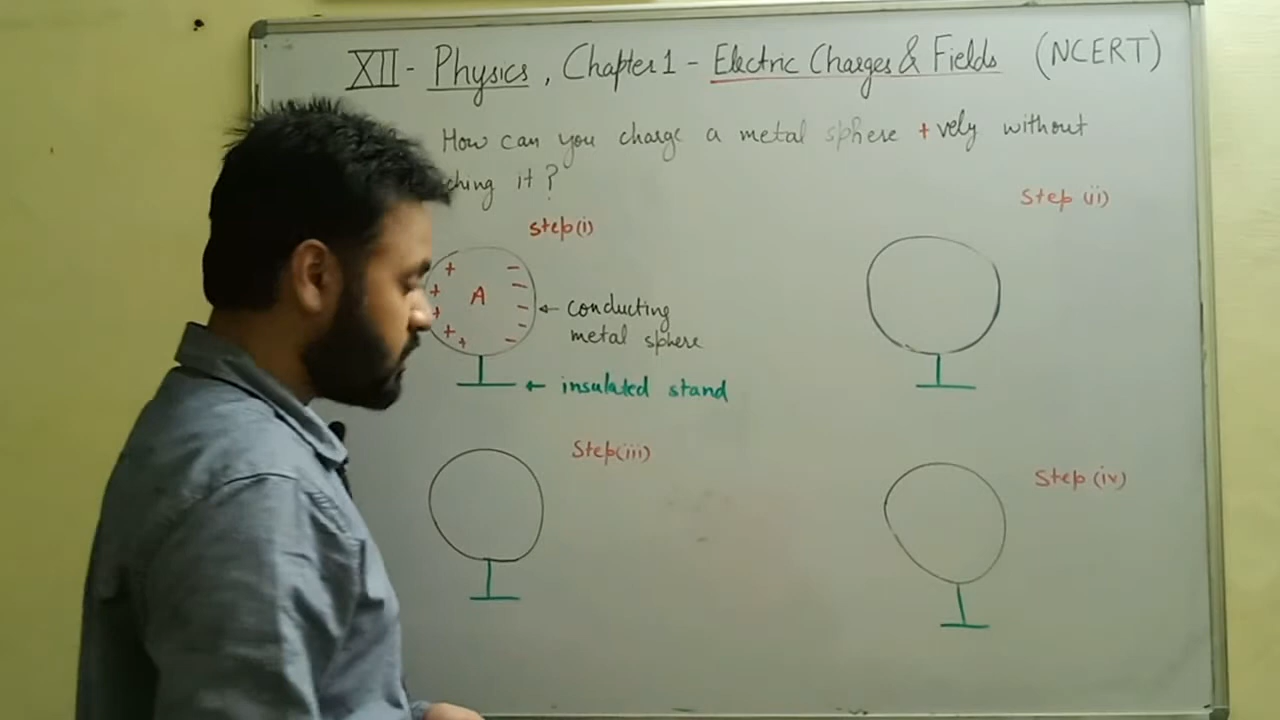 XII - Physics, Chapter 1 - Electric Charges & Fields (NCERT)
How can you charge a metal sphere +vely without
it?
Step (i)
Step (ii)
+ -
A
+ -
+ -
+ + -
-
← conducting
metal sphere
← insulated stand
Step (iii)
Step (iv)